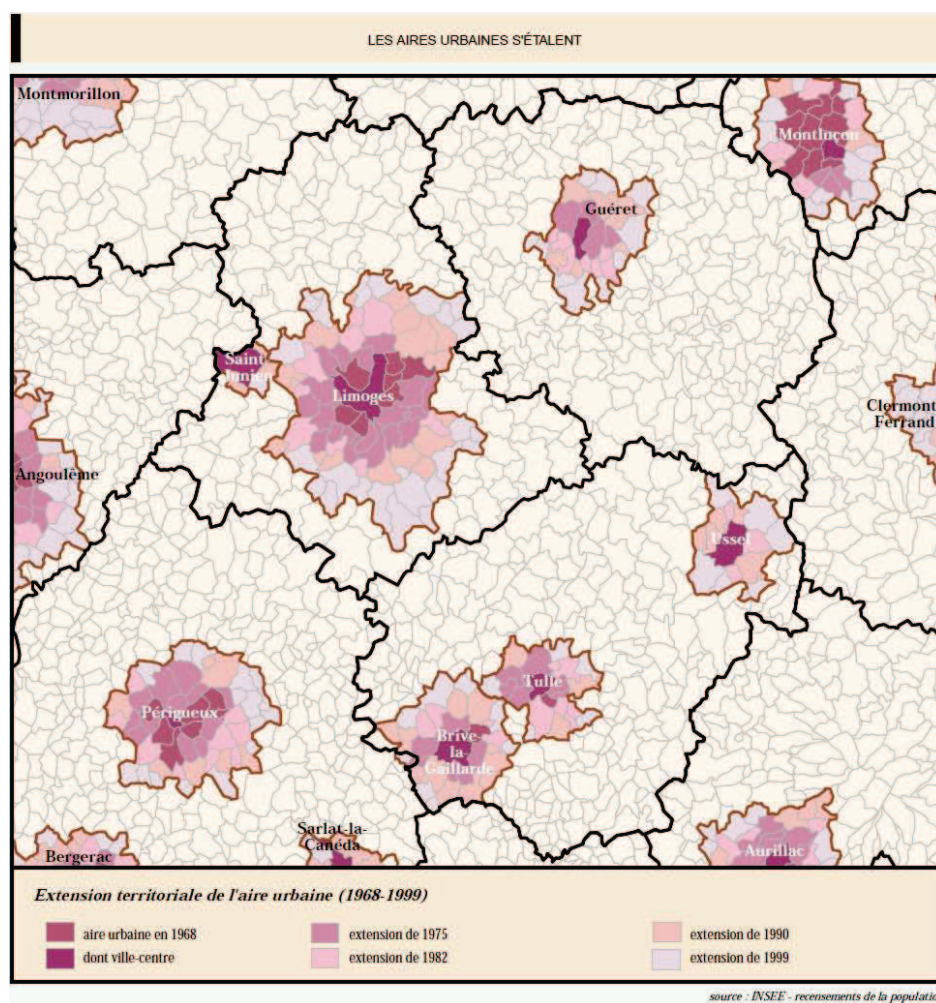 LES AIRES URBAINES S'ÉTALENT
Montmorillon
Montluçon
Guéret
Saint
Junien
Limoges
Clermont
Ferrand
Angoulême
Ussel
Tulle
Périgueux
Brive-
la-
Gaillarde
Sarlat-la-
Canéda
Bergerac
Aurillac
Extension territoriale de l'aire urbaine (1968-1999)
aire urbaine en 1968
extension de 1975
extension de 1990
dont ville-centre
extension de 1982
extension de 1999
source : INSEE - recensements de la populatio